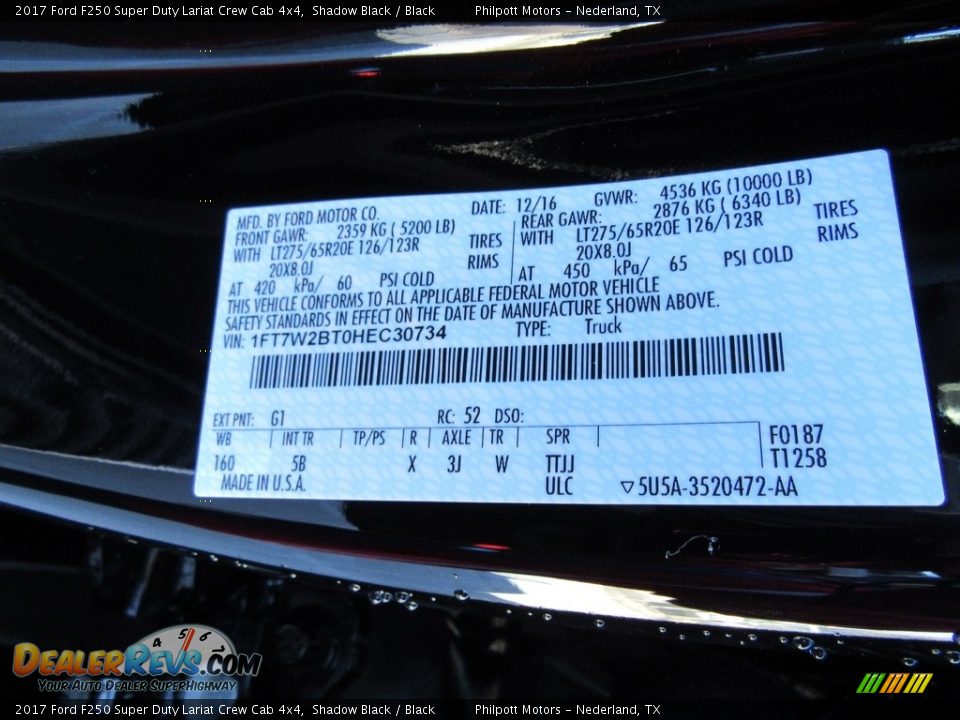 2017 Ford F250 Super Duty Lariat Crew Cab 4x4, Shadow Black / Black Philpott Motors - Nederland, TX
MFD. BY FORD MOTOR CO. DATE: 12/16 GVWR: 4536 KG (10000 LB)
FRONT GAWR: 2359 KG ( 5200 LB) REAR GAWR: 2876 KG ( 6340 LB)
WITH LT275/65R20E 126/123R TIRES WITH LT275/65R20E 126/123R TIRES
20X8.0J RIMS 20X8.0J RIMS
AT 420 kPa/ 60 PSI COLD AT 450 kPa/ 65 PSI COLD
THIS VEHICLE CONFORMS TO ALL APPLICABLE FEDERAL MOTOR VEHICLE
SAFETY STANDARDS IN EFFECT ON THE DATE OF MANUFACTURE SHOWN ABOVE.
VIN: 1FT7W2BT0HEC30734 TYPE: Truck
EXT PNT: G1 RC: 52 DSO:
WB INT TR TP/PS R AXLE TR SPR F0187
160 5B X 3J W TTJJ T1258
MADE IN U.S.A. ULC ▽5U5A-3520472-AA
4 5 6
DEALERREVS.COM
YOUR AUTO DEALER SUPERHIGHWAY
2017 Ford F250 Super Duty Lariat Crew Cab 4x4, Shadow Black / Black Philpott Motors - Nederland, TX